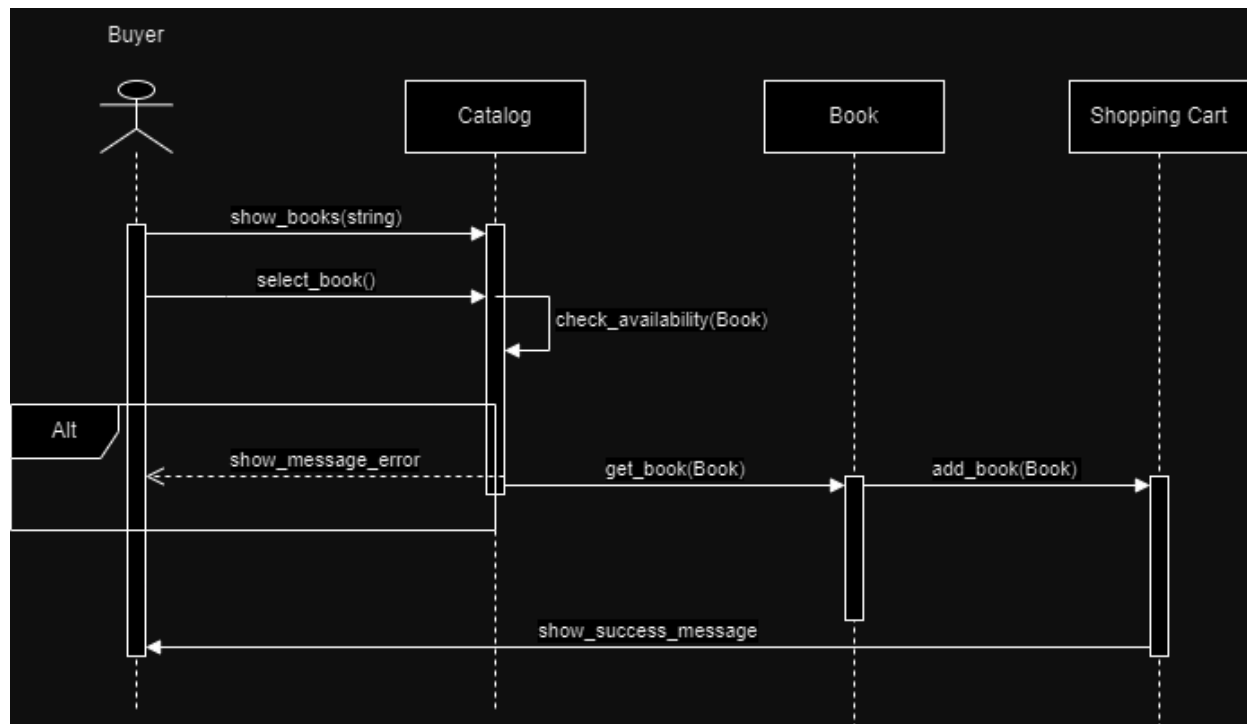 Buyer
Catalog
Book
Shopping Cart
show_books(string)
select_book()
check_availability(Book)
Alt
show_message_error
get_book(Book)
add_book(Book)
show_success_message